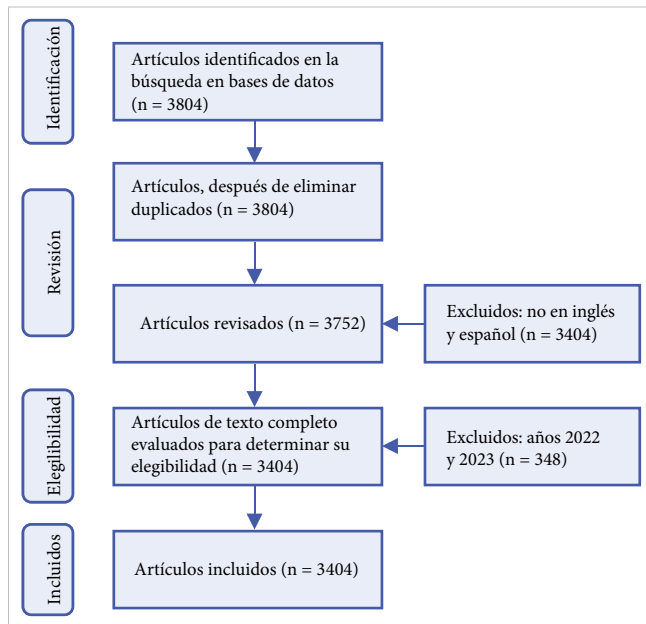 Identificación
Artículos identificados en la
búsqueda en bases de datos
(n = 3804)
Revisión
Artículos, después de eliminar
duplicados (n = 3804)
Artículos revisados (n = 3752)
Excluidos: no en inglés
y español (n = 3404)
Elegilibilidad
Artículos de texto completo
evaluados para determinar su
elegibilidad (n = 3404)
Excluidos: años 2022
y 2023 (n = 348)
Incluidos
Artículos incluidos (n = 3404)